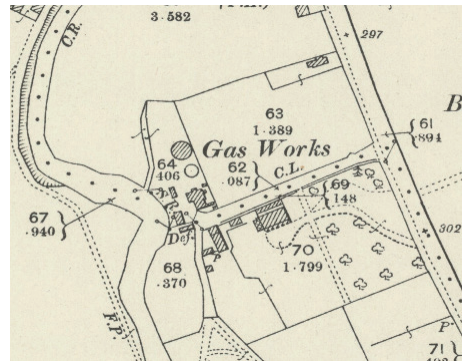 3·582
C.R.
297
63
1·389
B
61
·894
Gas Works
64
·406
62
·087
C.L.
69
·148
67
·940
Def.
302
70
1·799
68
·370
F.P.
P
71